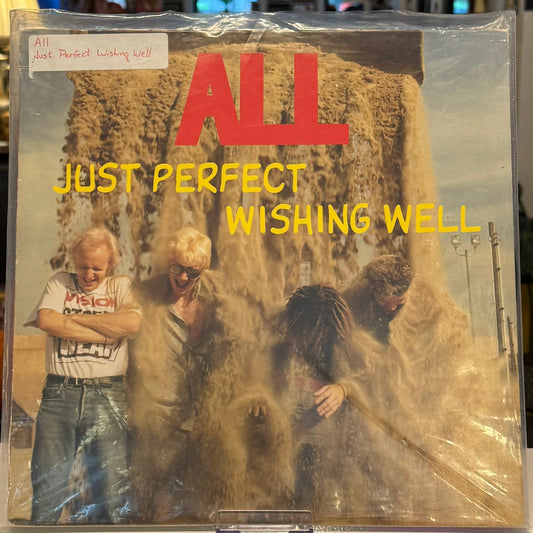 All
Just Perfect Wishing Well
ALL
JUST PERFECT
WISHING WELL
VISION
STREET
WEAR